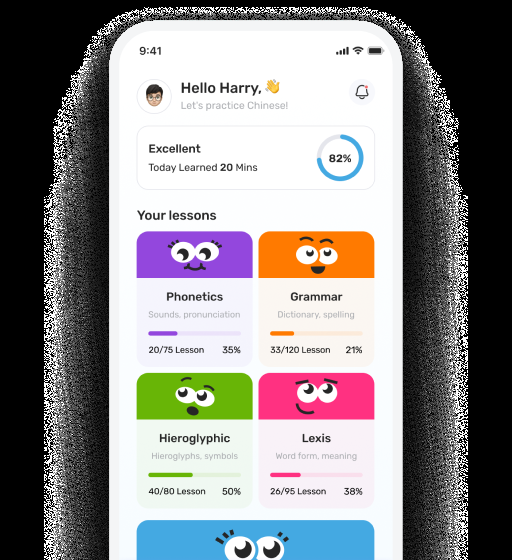 9:41
Hello Harry, 👋
Let's practice Chinese!
Excellent
Today Learned 20 Mins
82%
Your lessons
Phonetics
Sounds, pronunciation
20/75 Lesson 35%
Grammar
Dictionary, spelling
33/120 Lesson 21%
Hieroglyphic
Hieroglyphs, symbols
40/80 Lesson 50%
Lexis
Word form, meaning
26/95 Lesson 38%